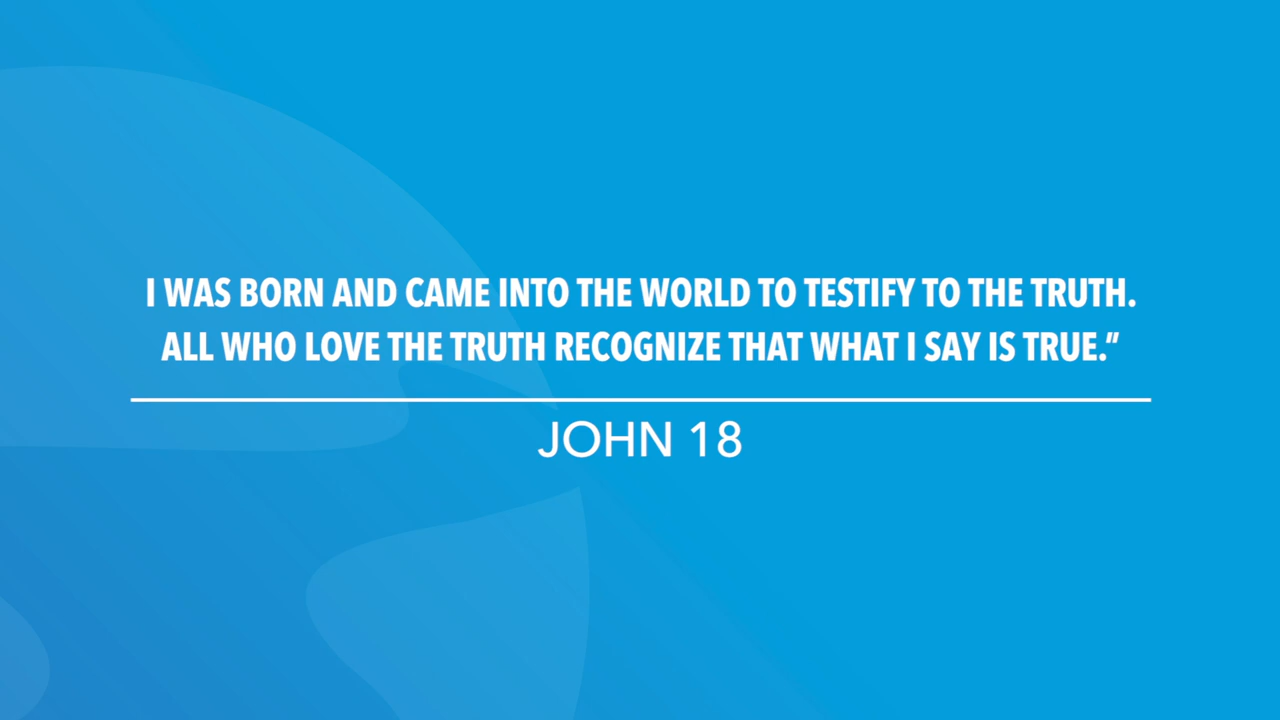 I WAS BORN AND CAME INTO THE WORLD TO TESTIFY TO THE TRUTH.
ALL WHO LOVE THE TRUTH RECOGNIZE THAT WHAT I SAY IS TRUE.”
JOHN 18